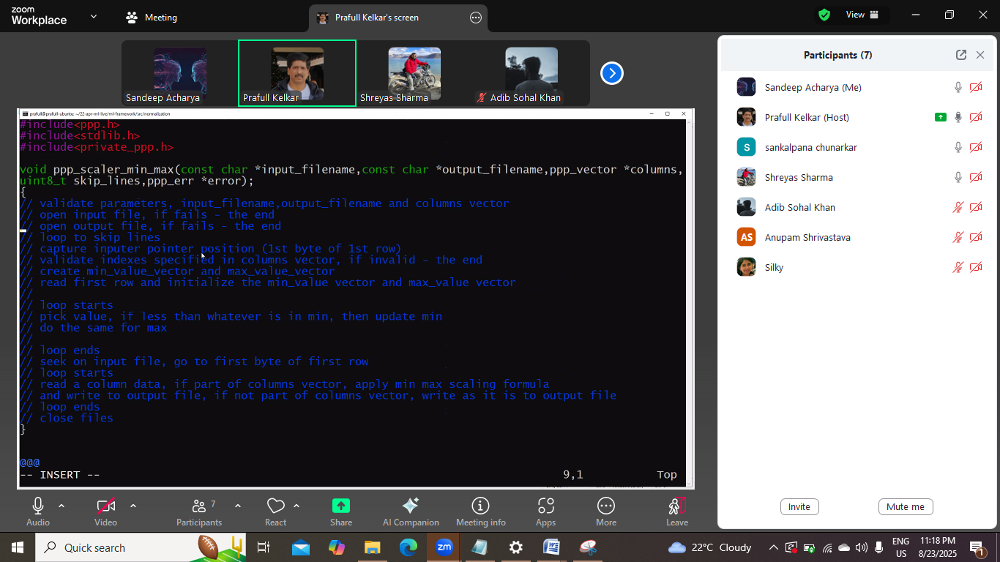 zoom
Workplace
Meeting
Prafull Kelkar's screen
View
Sandeep Acharya
Prafull Kelkar
Shreyas Sharma
Adib Sohal Khan
prafull@prafull-ubuntu: ~/22-apr-ml-live/ml-framework/src/normalization
#include<ppp.h>
#include<stdlib.h>
#include<private_ppp.h>
void ppp_scaler_min_max(const char *input_filename,const char *output_filename,ppp_vector *columns,
uint8_t skip_lines,ppp_err *error);
{
// validate parameters, input_filename,output_filename and columns vector
// open input file, if fails - the end
// open output file, if fails - the end
// loop to skip lines
// capture inputer pointer position (1st byte of 1st row)
// validate indexes specified in columns vector, if invalid - the end
// create min_value_vector and max_value_vector
// read first row and initialize the min_value vector and max_value vector
//
// loop starts
// pick value, if less than whatever is in min, then update min
// do the same for max
//
// loop ends
// seek on input file, go to first byte of first row
// loop starts
// read a column data, if part of columns vector, apply min max scaling formula
// and write to output file, if not part of columns vector, write as it is to output file
// loop ends
// close files
}
@@@
-- INSERT -- 9,1 Top
Participants (7)
Sandeep Acharya (Me)
Prafull Kelkar (Host)
S sankalpana chunarkar
Shreyas Sharma
Adib Sohal Khan
AS Anupam Shrivastava
Silky
Invite
Mute me
Audio
Video
Participants 7
React
Share
AI Companion
Meeting info
Apps
More
Leave
Quick search
zm
22°C Cloudy
ENG
US
11:18 PM
8/23/2025
1